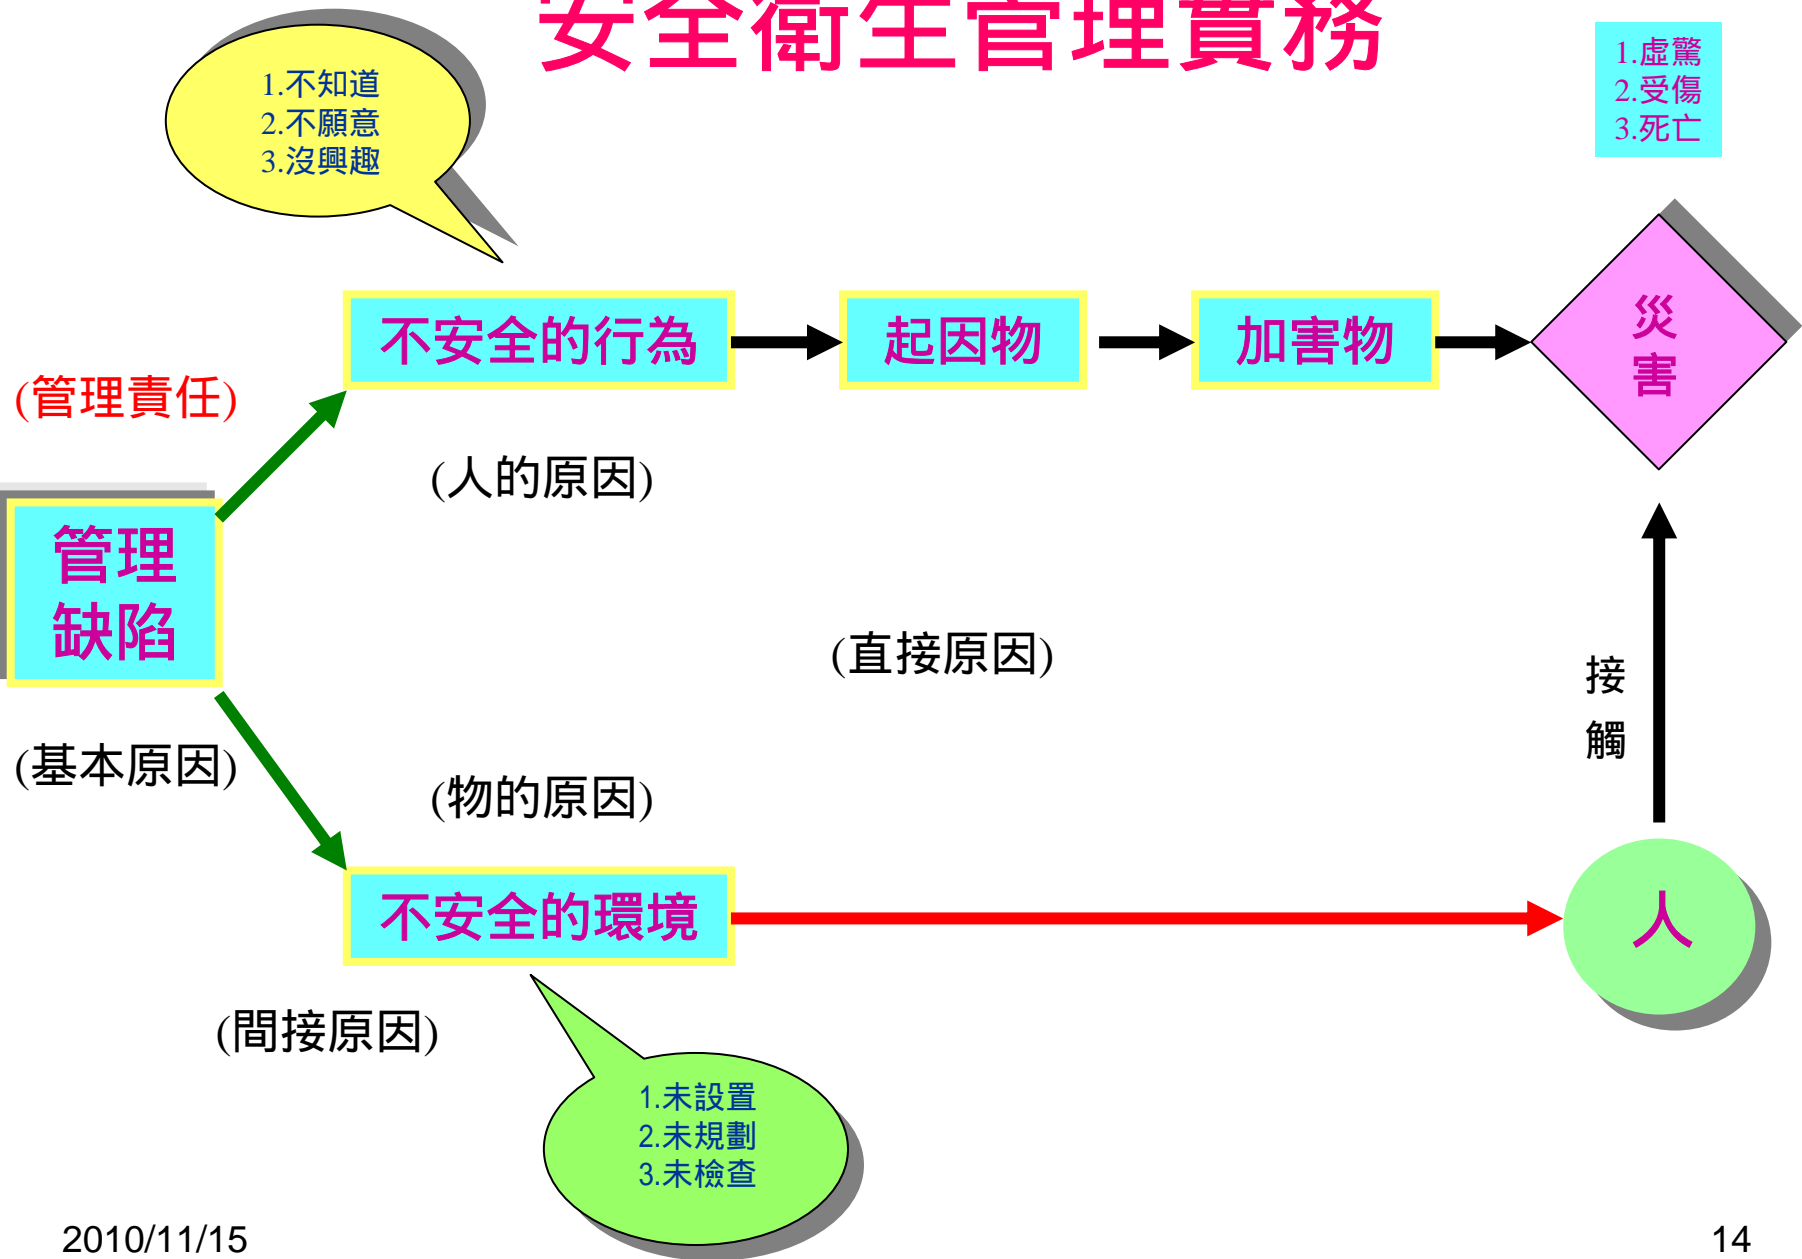 安全衛生管理實務
1.不知道
2.不願意
3.沒興趣
1.虛驚
2.受傷
3.死亡
不安全的行為
起因物
加害物
災
害
(管理責任)
(人的原因)
管理
缺陷
(直接原因)
接
觸
(基本原因)
(物的原因)
不安全的環境
人
(間接原因)
1.未設置
2.未規劃
3.未檢查
2010/11/15
14